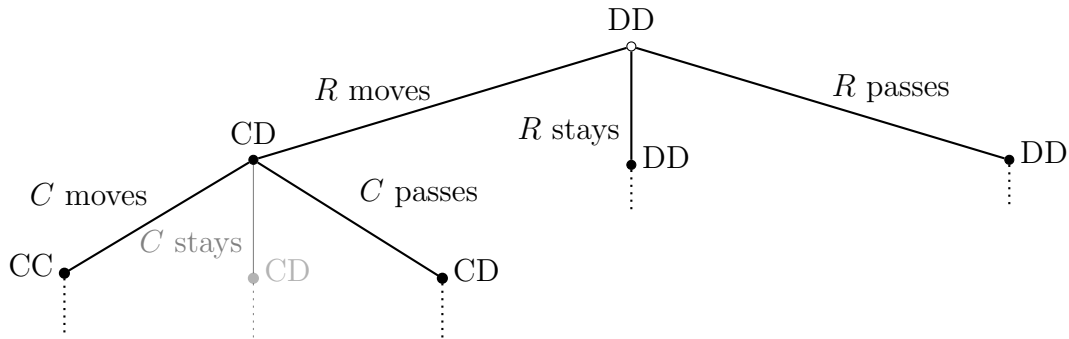 DD
R moves
R passes
R stays
CD
DD
DD
C moves
C passes
C stays
CC
CD
CD